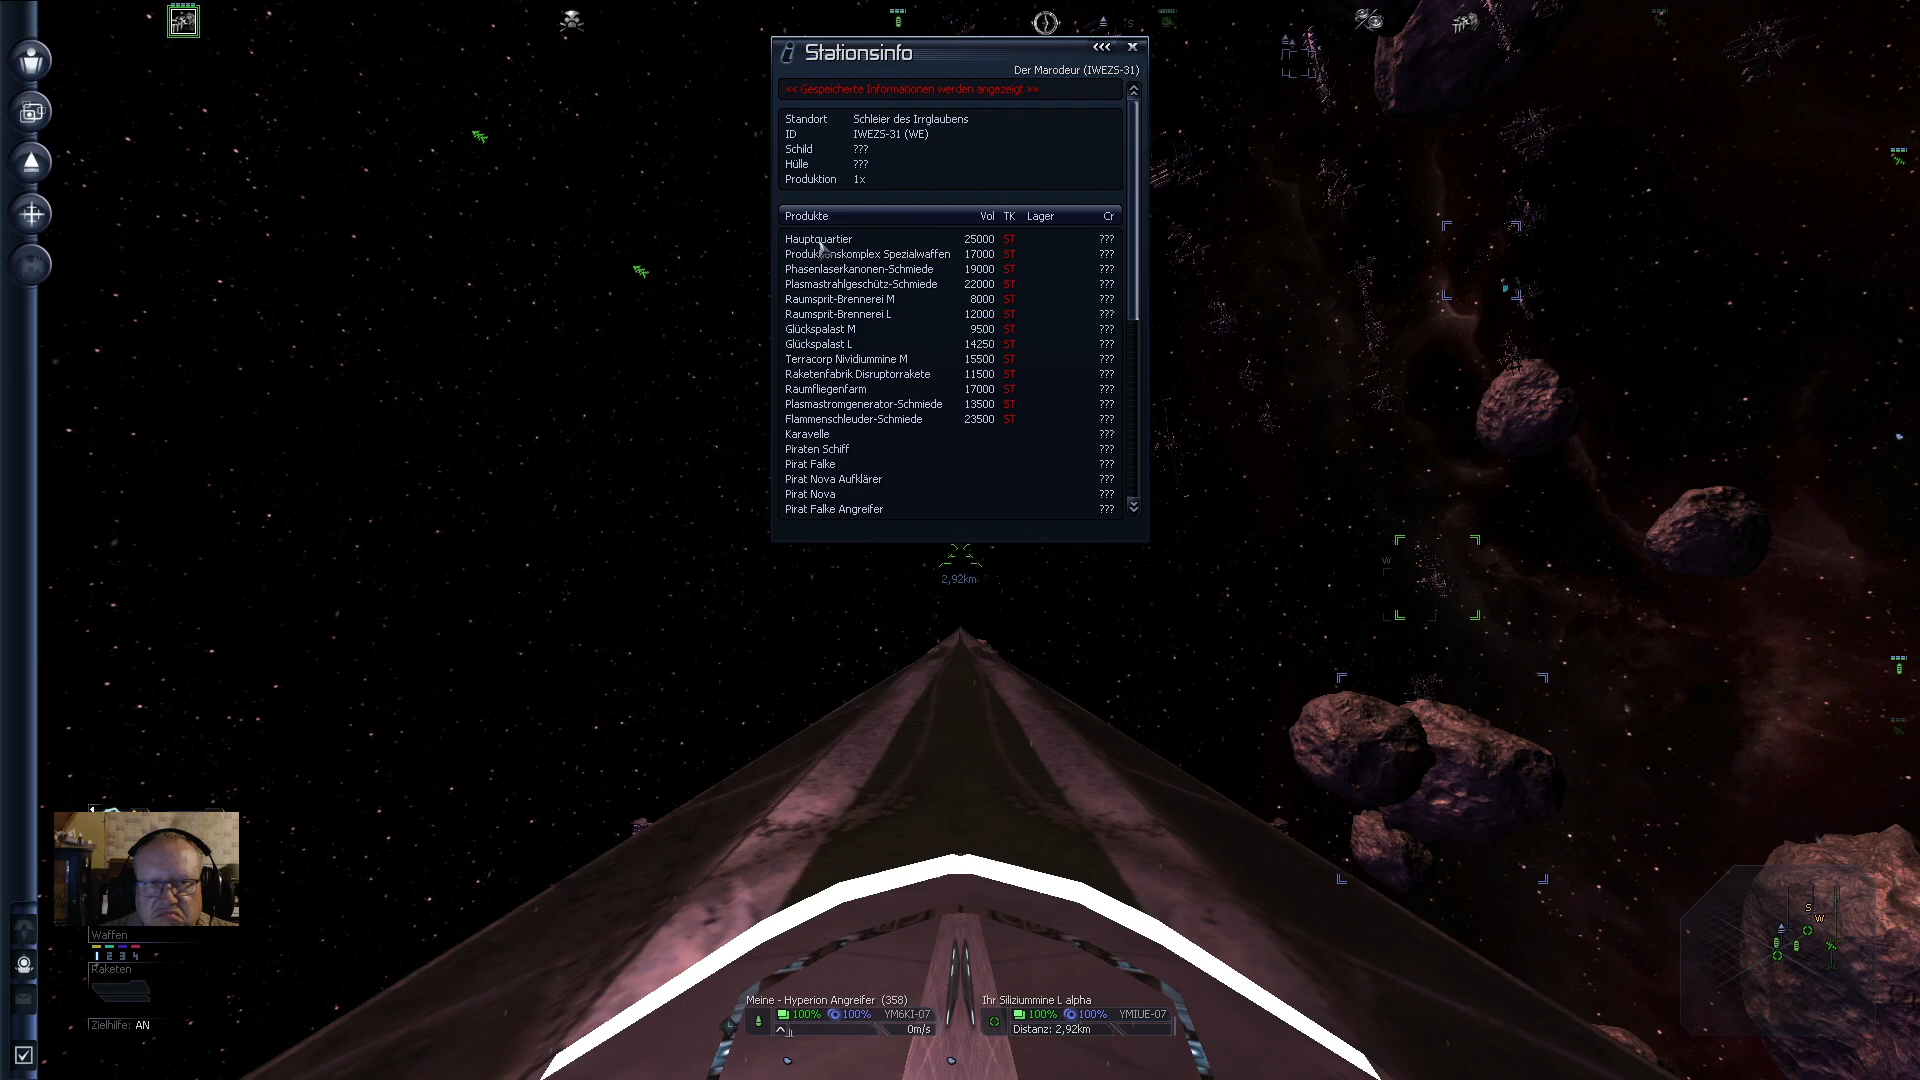 Stationsinfo
Der Marodeur (IWEZS-31)
<< Gespeicherte Informationen werden angezeigt >>
Standort Schleier des Irrglaubens
ID IWEZS-31 (WE)
Schild ???
Hülle ???
Produktion 1x
Produkte Vol TK Lager Cr
Hauptquartier 25000 ST ???
Produktionskomplex Spezialwaffen 17000 ST ???
Phasenlaserkanonen-Schmiede 19000 ST ???
Plasmastrahlgeschütz-Schmiede 22000 ST ???
Raumsprit-Brennerei M 8000 ST ???
Raumsprit-Brennerei L 12000 ST ???
Glückspalast M 9500 ST ???
Glückspalast L 14250 ST ???
Terracorp Nividiummine M 15500 ST ???
Raketenfabrik Disruptorrakete 11500 ST ???
Raumfliegenfarm 17000 ST ???
Plasmastromgenerator-Schmiede 13500 ST ???
Flammenschleuder-Schmiede 23500 ST ???
Karavelle ???
Piraten Schiff ???
Pirat Falke ???
Pirat Nova Aufklärer ???
Pirat Nova ???
Pirat Falke Angreifer ???
2,92km
W
S
W
S
Waffen
1 2 3 4
Raketen
Zielhilfe: AN
Meine - Hyperion Angreifer (358)
100% 100% YM6KI-07
0m/s
Ihr Siliziummine L alpha
100% 100% YMIUE-07
Distanz: 2,92km